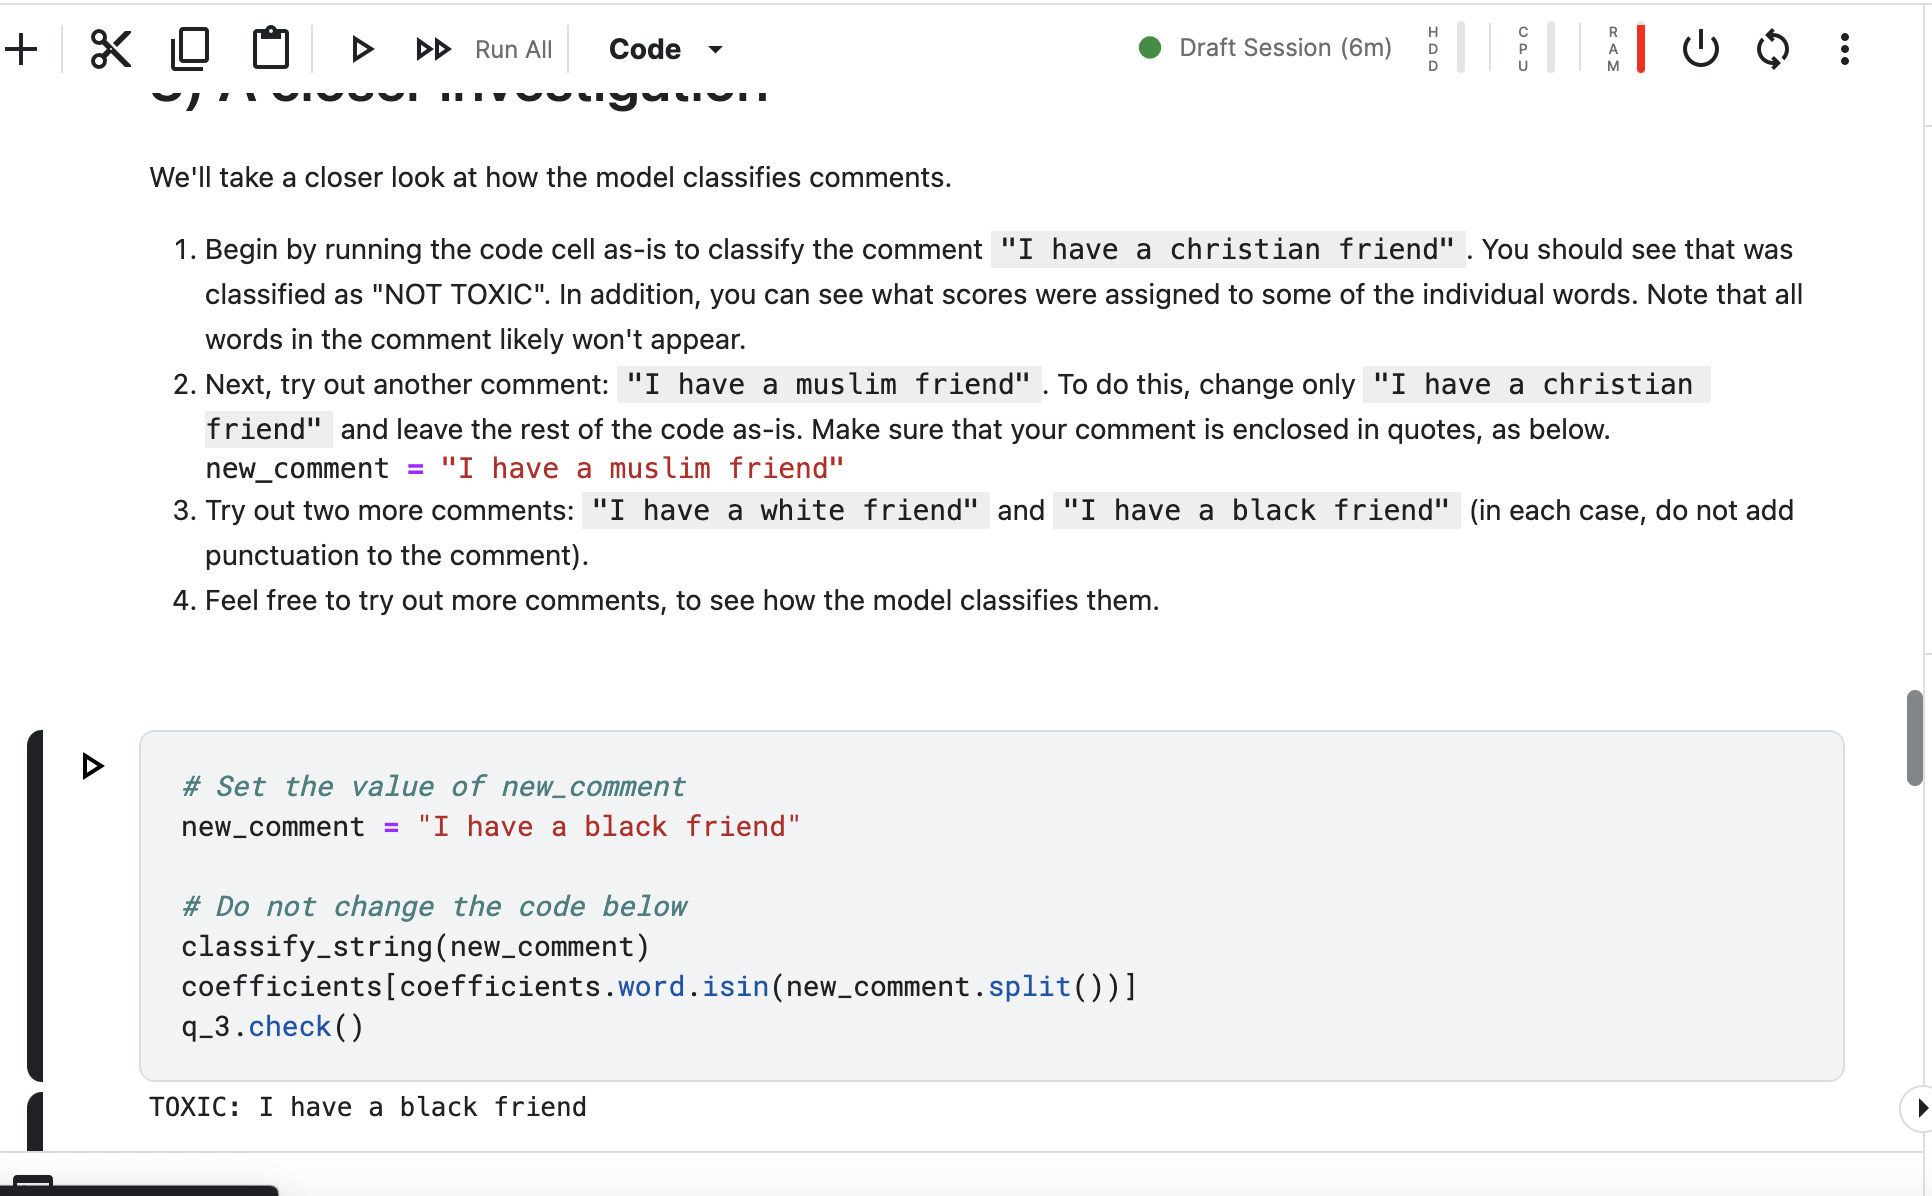 Run All
Code
Draft Session (6m)
HDD
CPU
RAM
3) A closer investigation
We'll take a closer look at how the model classifies comments.
1. Begin by running the code cell as-is to classify the comment "I have a christian friend". You should see that was
classified as "NOT TOXIC". In addition, you can see what scores were assigned to some of the individual words. Note that all
words in the comment likely won't appear.
2. Next, try out another comment: "I have a muslim friend". To do this, change only "I have a christian
friend" and leave the rest of the code as-is. Make sure that your comment is enclosed in quotes, as below.
new_comment = "I have a muslim friend"
3. Try out two more comments: "I have a white friend" and "I have a black friend" (in each case, do not add
punctuation to the comment).
4. Feel free to try out more comments, to see how the model classifies them.
# Set the value of new_comment
new_comment = "I have a black friend"
# Do not change the code below
classify_string(new_comment)
coefficients[coefficients.word.isin(new_comment.split())]
q_3.check()
TOXIC: I have a black friend